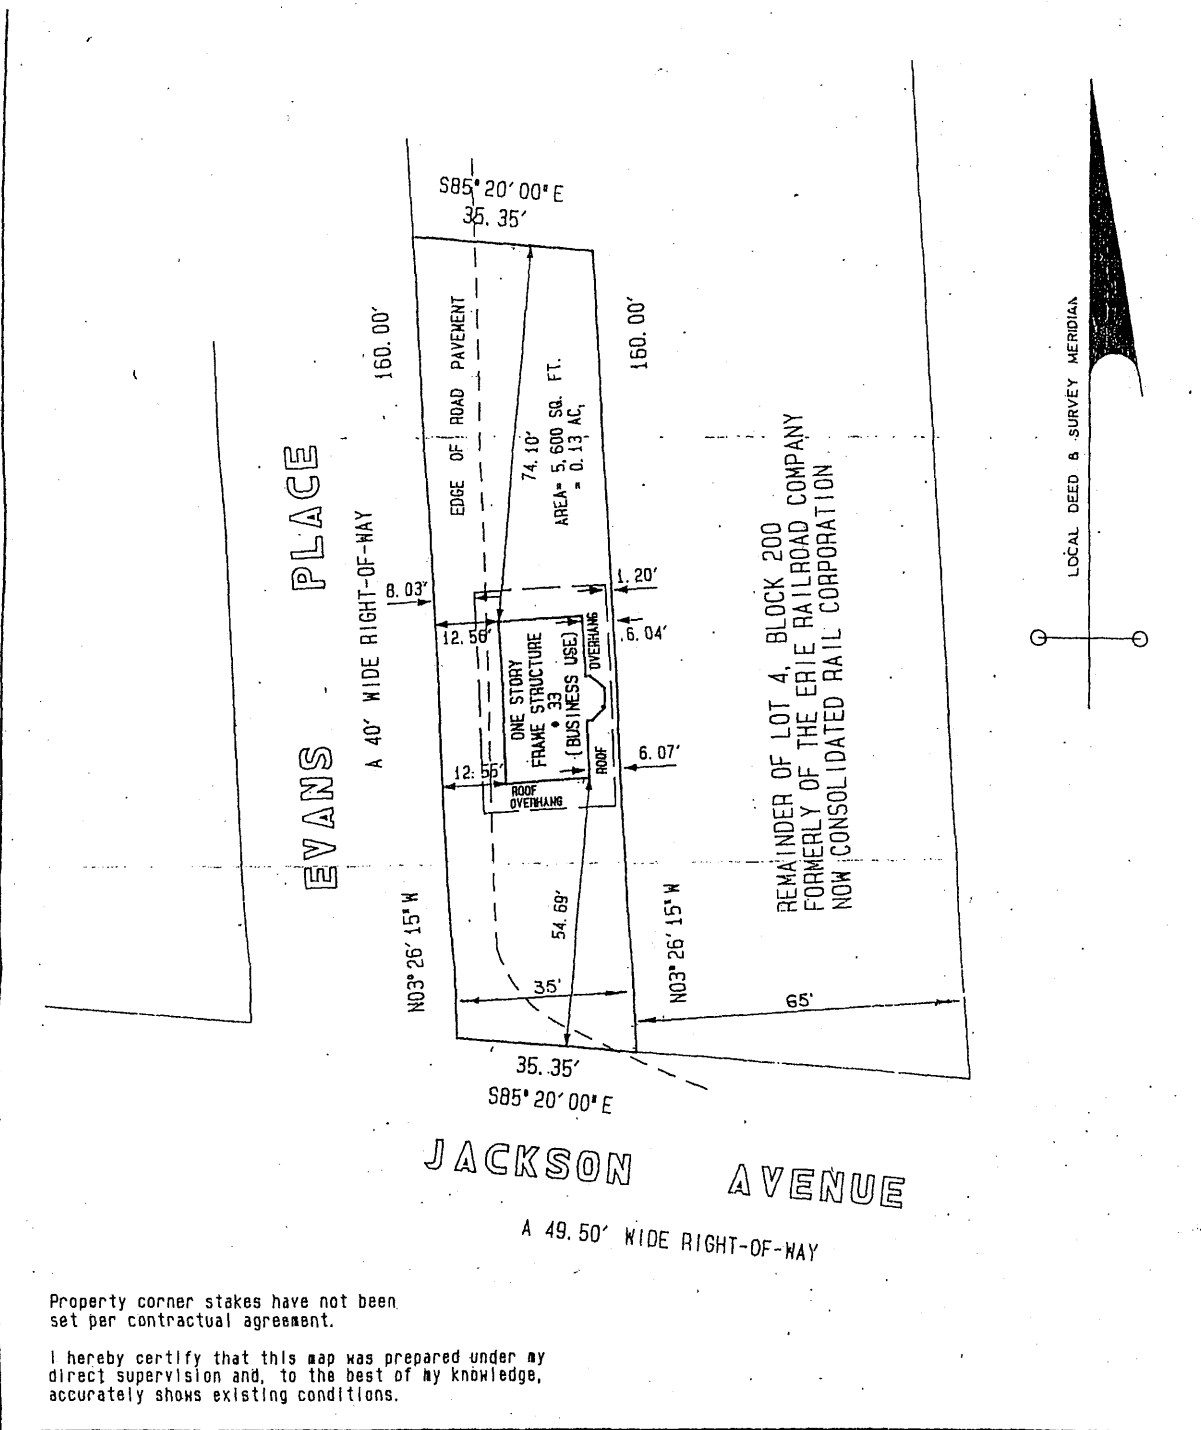 S85°20'00"E
35.35'
160.00'
160.00'
EDGE OF ROAD PAVEMENT
74.10'
AREA= 5,600 SQ. FT.
= 0.13 AC,
EVANS PLACE
A 40' WIDE RIGHT-OF-WAY
8.03'
1.20'
12.56'
6.04'
ONE STORY
FRAME STRUCTURE
# 33
(BUSINESS USE)
ROOF OVERHANG
12.55'
6.07'
ROOF
OVERHANG
54.69'
N03°26'15"W
N03°26'15"W
35'
65'
35.35'
S85°20'00"E
REMAINDER OF LOT 4, BLOCK 200
FORMERLY OF THE ERIE RAILROAD COMPANY
NOW CONSOLIDATED RAIL CORPORATION
LOCAL DEED & SURVEY MERIDIAN
JACKSON AVENUE
A 49.50' WIDE RIGHT-OF-WAY
Property corner stakes have not been
set per contractual agreement.
I hereby certify that this map was prepared under my
direct supervision and, to the best of my knowledge,
accurately shows existing conditions.